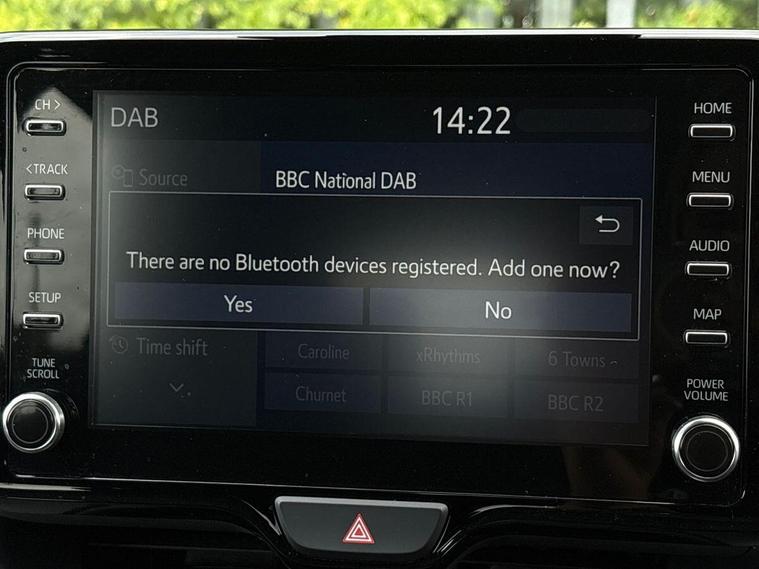 CH >
<TRACK
PHONE
SETUP
TUNE
SCROLL
DAB
14:22
Source
BBC National DAB
There are no Bluetooth devices registered. Add one now?
Yes
No
Time shift
Caroline
xRhythms
6 Towns ~
Churnet
BBC R1
BBC R2
HOME
MENU
AUDIO
MAP
POWER
VOLUME